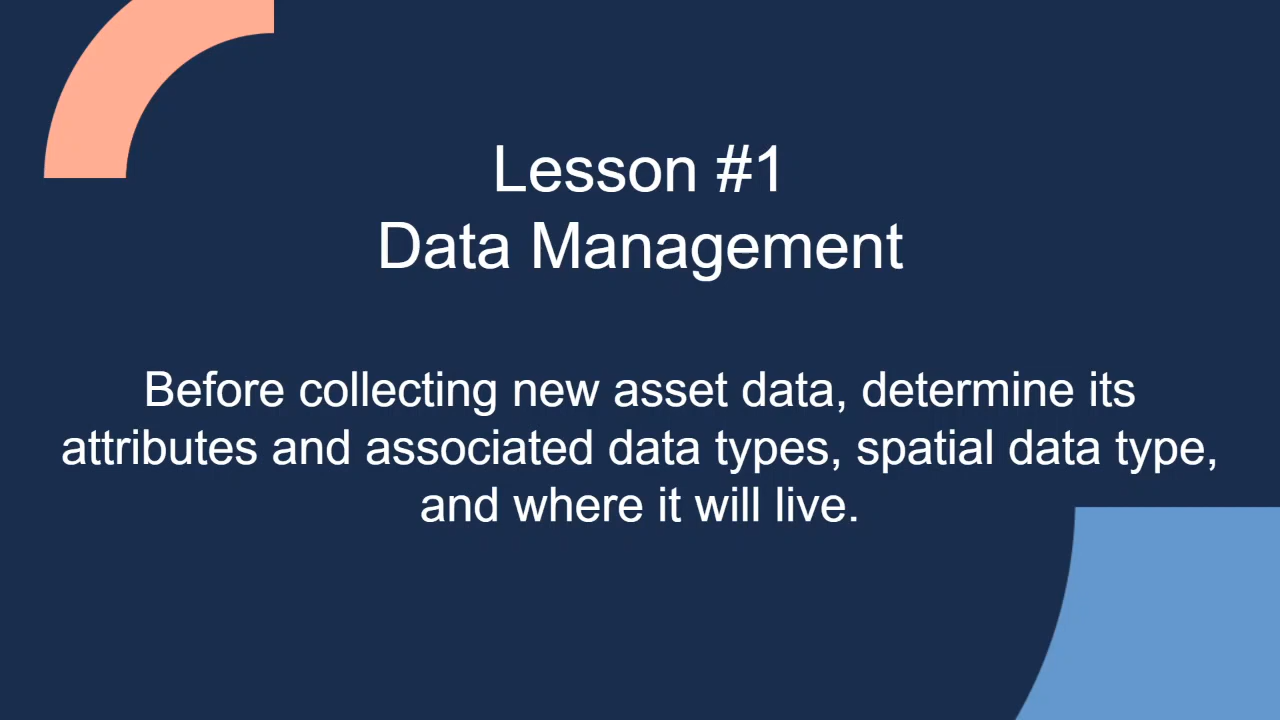 Lesson #1
Data Management
Before collecting new asset data, determine its
attributes and associated data types, spatial data type,
and where it will live.